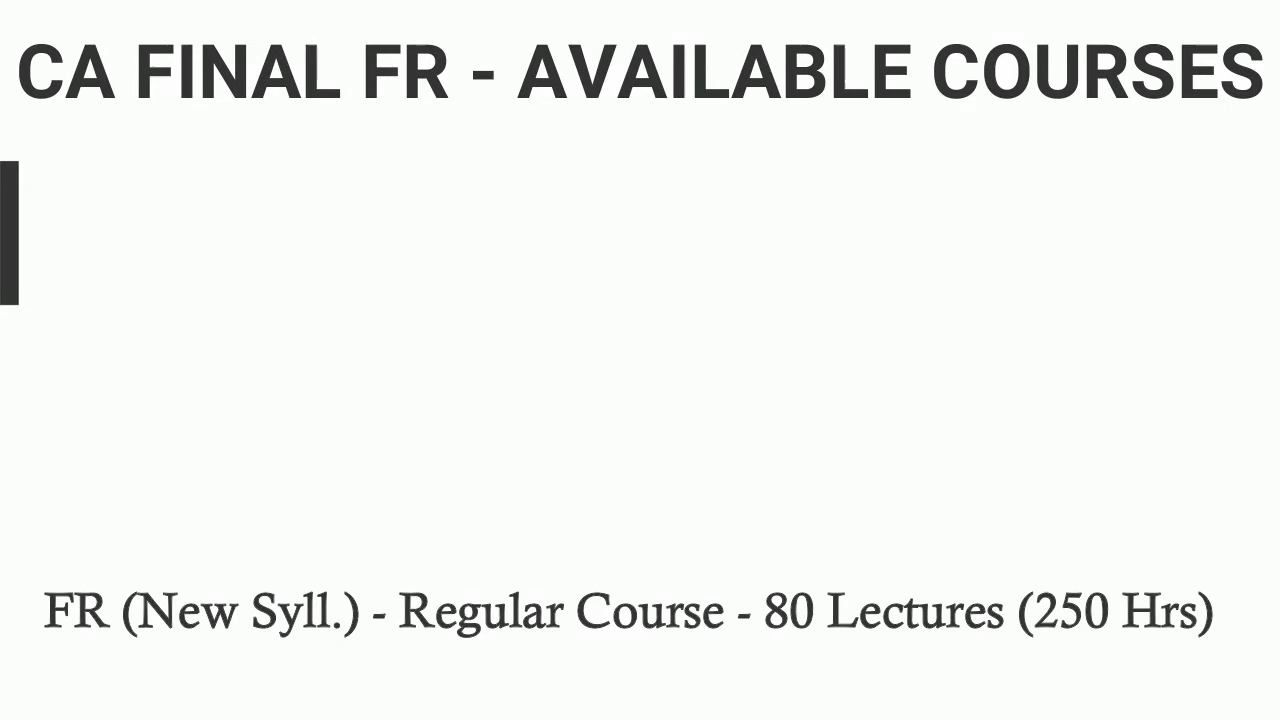 CA FINAL FR - AVAILABLE COURSES
FR (New Syll.) - Regular Course - 80 Lectures (250 Hrs)